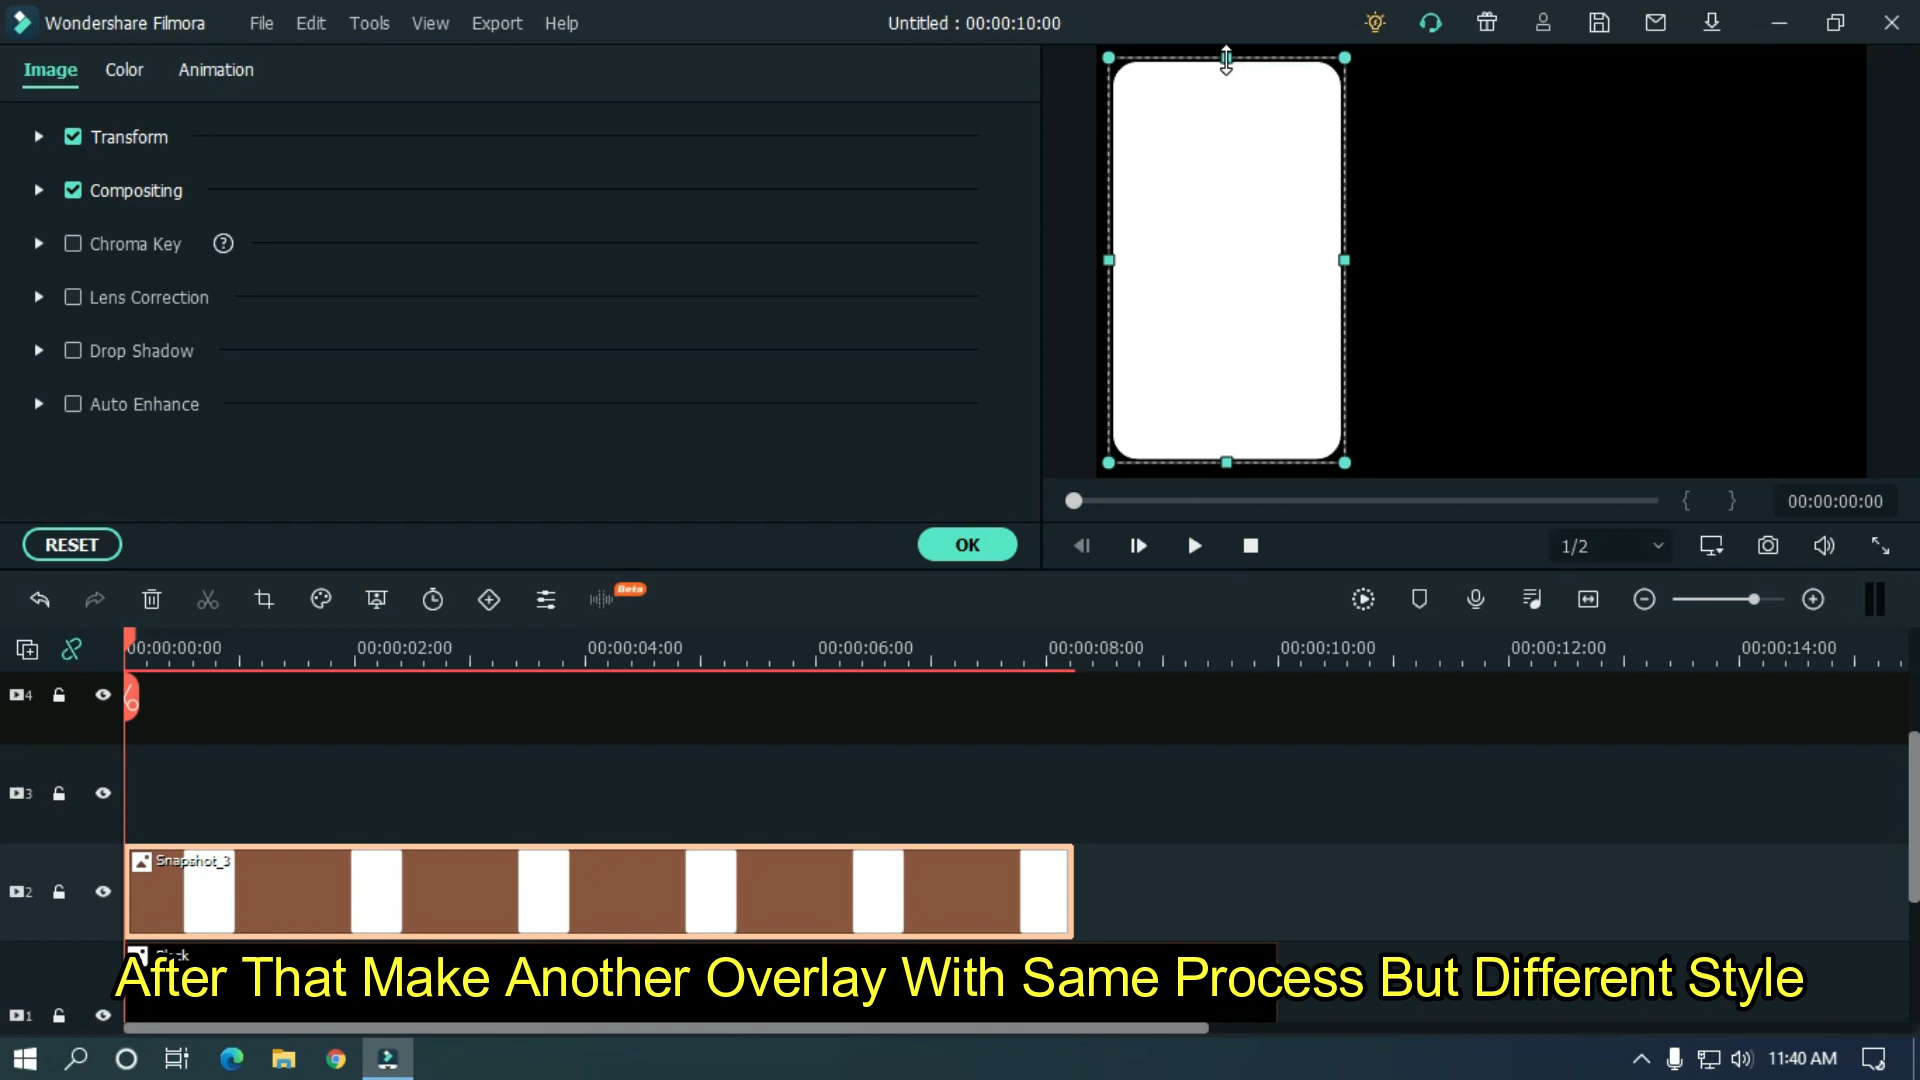 Wondershare Filmora File Edit Tools View Export Help Untitled : 00:00:10:00
Image Color Animation
Transform
Compositing
Chroma Key ?
Lens Correction
Drop Shadow
Auto Enhance
{ } 00:00:00:00
RESET OK 1/2
Beta
00:00:00:00 00:00:02:00 00:00:04:00 00:00:06:00 00:00:08:00 00:00:10:00 00:00:12:00 00:00:14:00
4
3
Snapshot_3
2
After That Make Another Overlay With Same Process But Different Style
1
11:40 AM